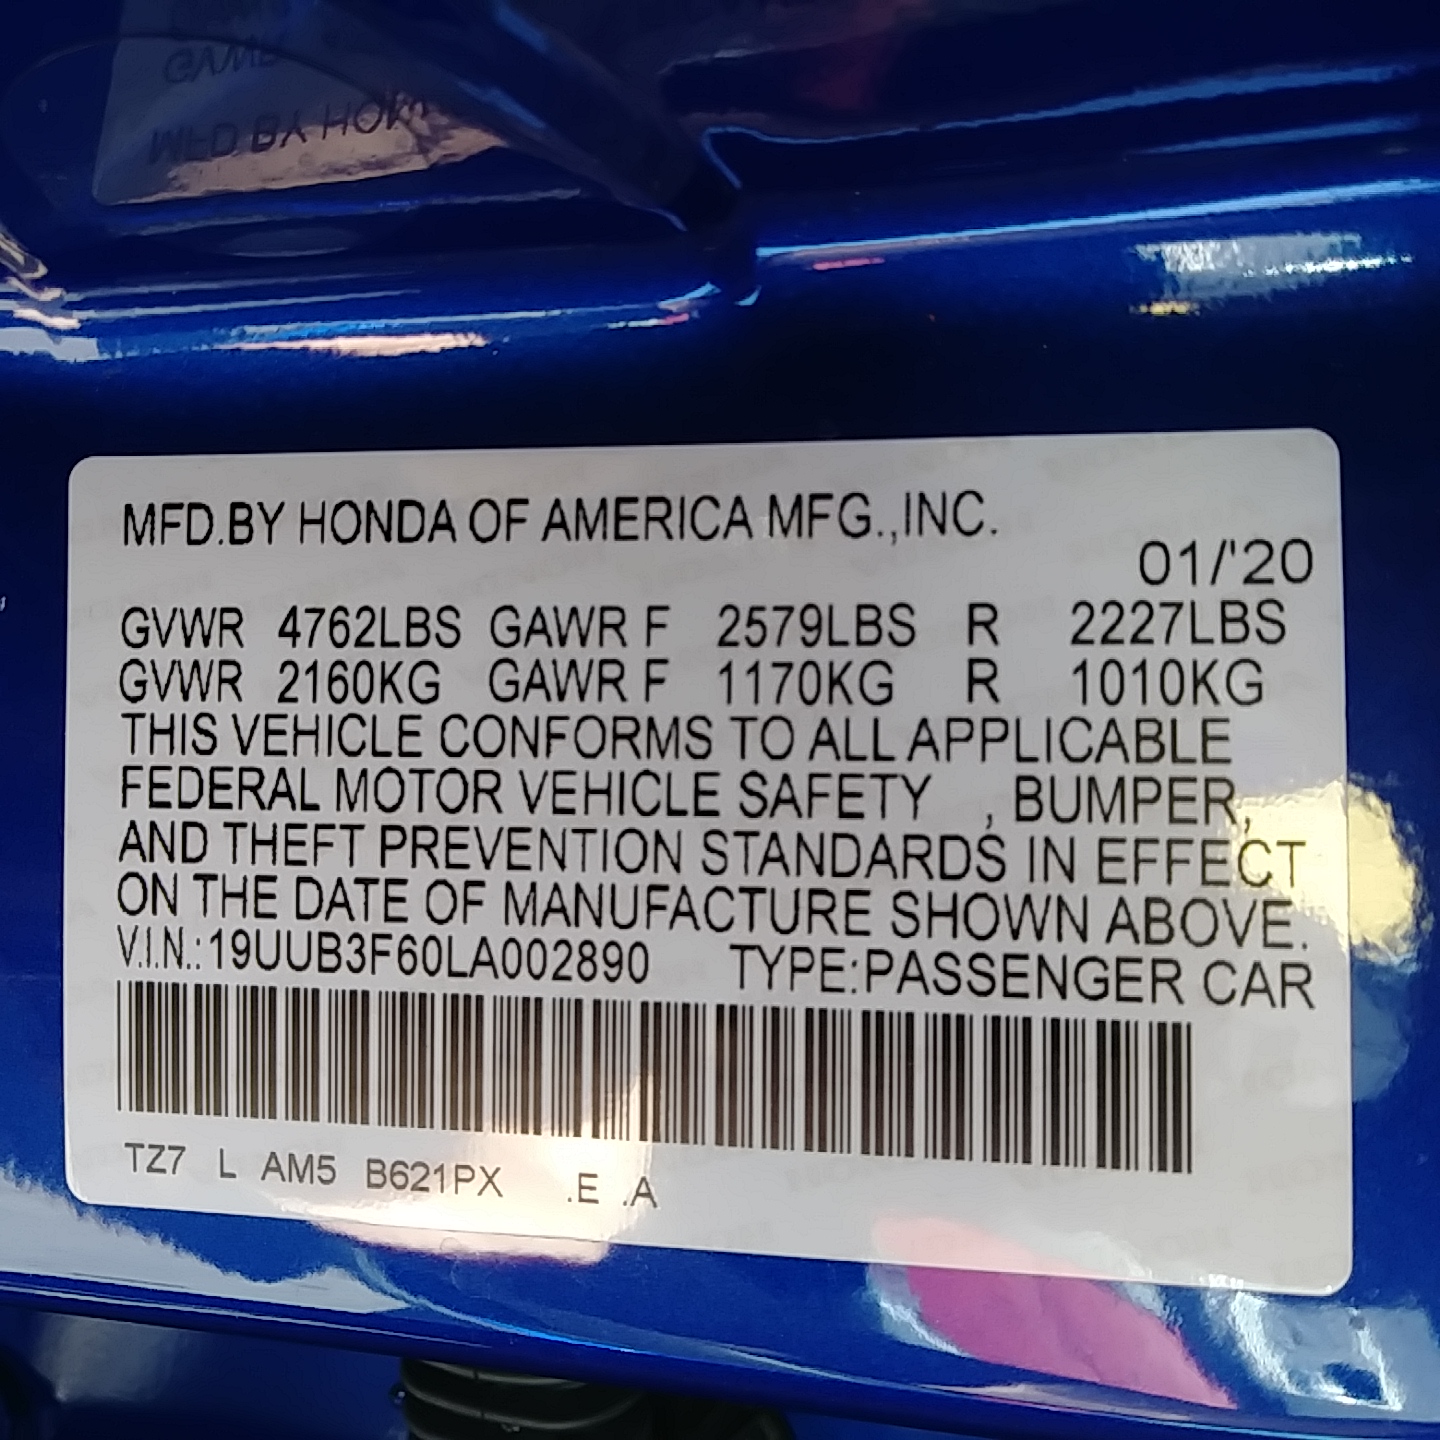 MFD.BY HONDA OF AMERICA MFG.,INC.
01/'20
GVWR 4762LBS GAWR F 2579LBS R 2227LBS
GVWR 2160KG GAWR F 1170KG R 1010KG
THIS VEHICLE CONFORMS TO ALL APPLICABLE
FEDERAL MOTOR VEHICLE SAFETY , BUMPER,
AND THEFT PREVENTION STANDARDS IN EFFECT
ON THE DATE OF MANUFACTURE SHOWN ABOVE.
V.I.N.:19UUB3F60LA002890 TYPE:PASSENGER CAR
TZ7 L AM5 B621PX .E .A